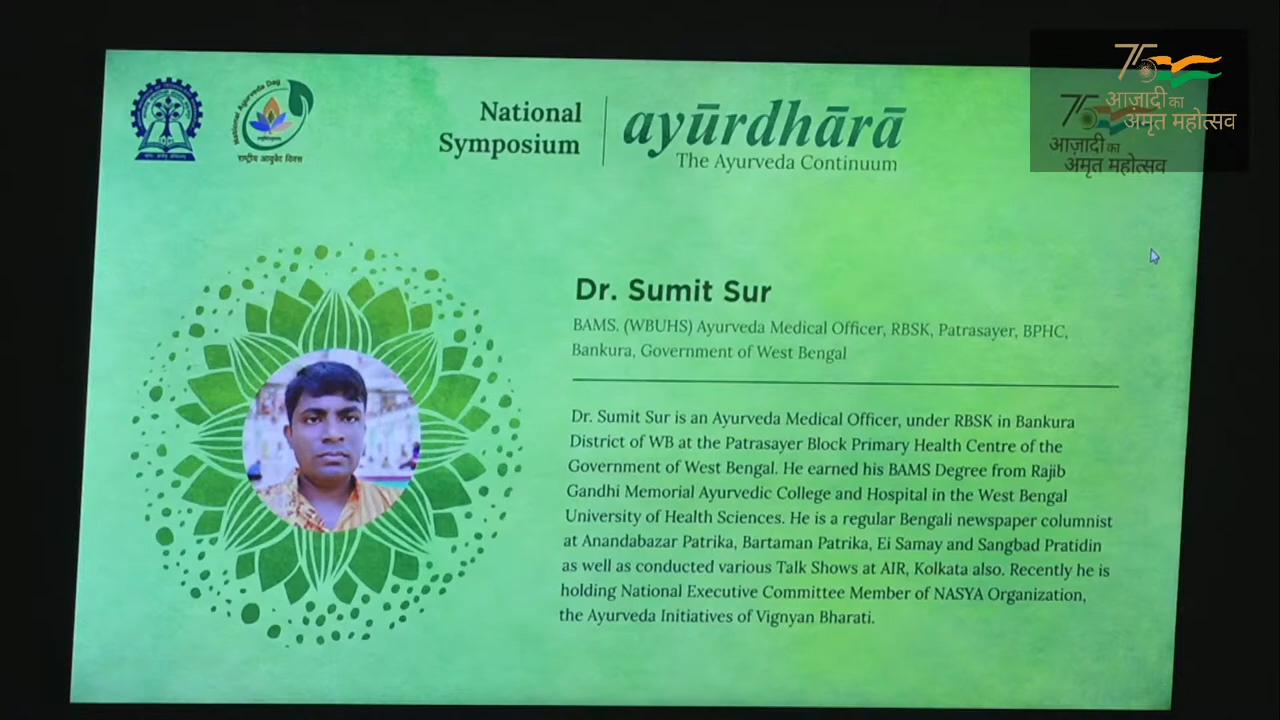 National Ayurveda Day
राष्ट्रीय आयुर्वेद दिवस
National
Symposium
ayūrdhārā
The Ayurveda Continuum
75
आज़ादी का
अमृत महोत्सव
75
आज़ादी का
अमृत महोत्सव
Dr. Sumit Sur
BAMS. (WBUHS) Ayurveda Medical Officer, RBSK, Patrasayer, BPHC,
Bankura, Government of West Bengal
Dr. Sumit Sur is an Ayurveda Medical Officer, under RBSK in Bankura
District of WB at the Patrasayer Block Primary Health Centre of the
Government of West Bengal. He earned his BAMS Degree from Rajib
Gandhi Memorial Ayurvedic College and Hospital in the West Bengal
University of Health Sciences. He is a regular Bengali newspaper columnist
at Anandabazar Patrika, Bartaman Patrika, Ei Samay and Sangbad Pratidin
as well as conducted various Talk Shows at AIR, Kolkata also. Recently he is
holding National Executive Committee Member of NASYA Organization,
the Ayurveda Initiatives of Vignyan Bharati.